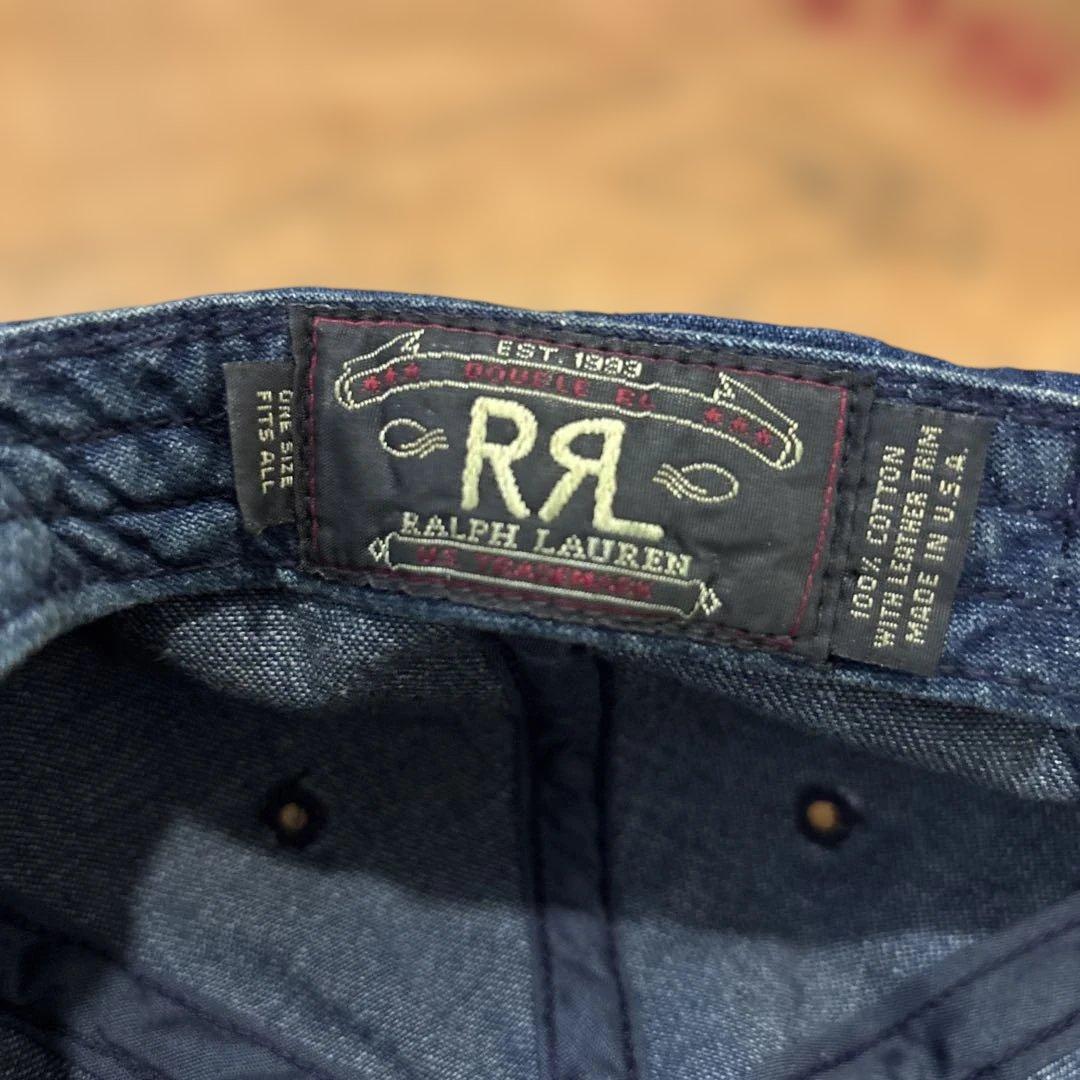 ONE SIZE
FITS ALL
EST. 1993
DOUBLE RL
RRL
RALPH LAUREN
US TRADEMARK
100% COTTON
WITH LEATHER TRIM
MADE IN U.S.A.